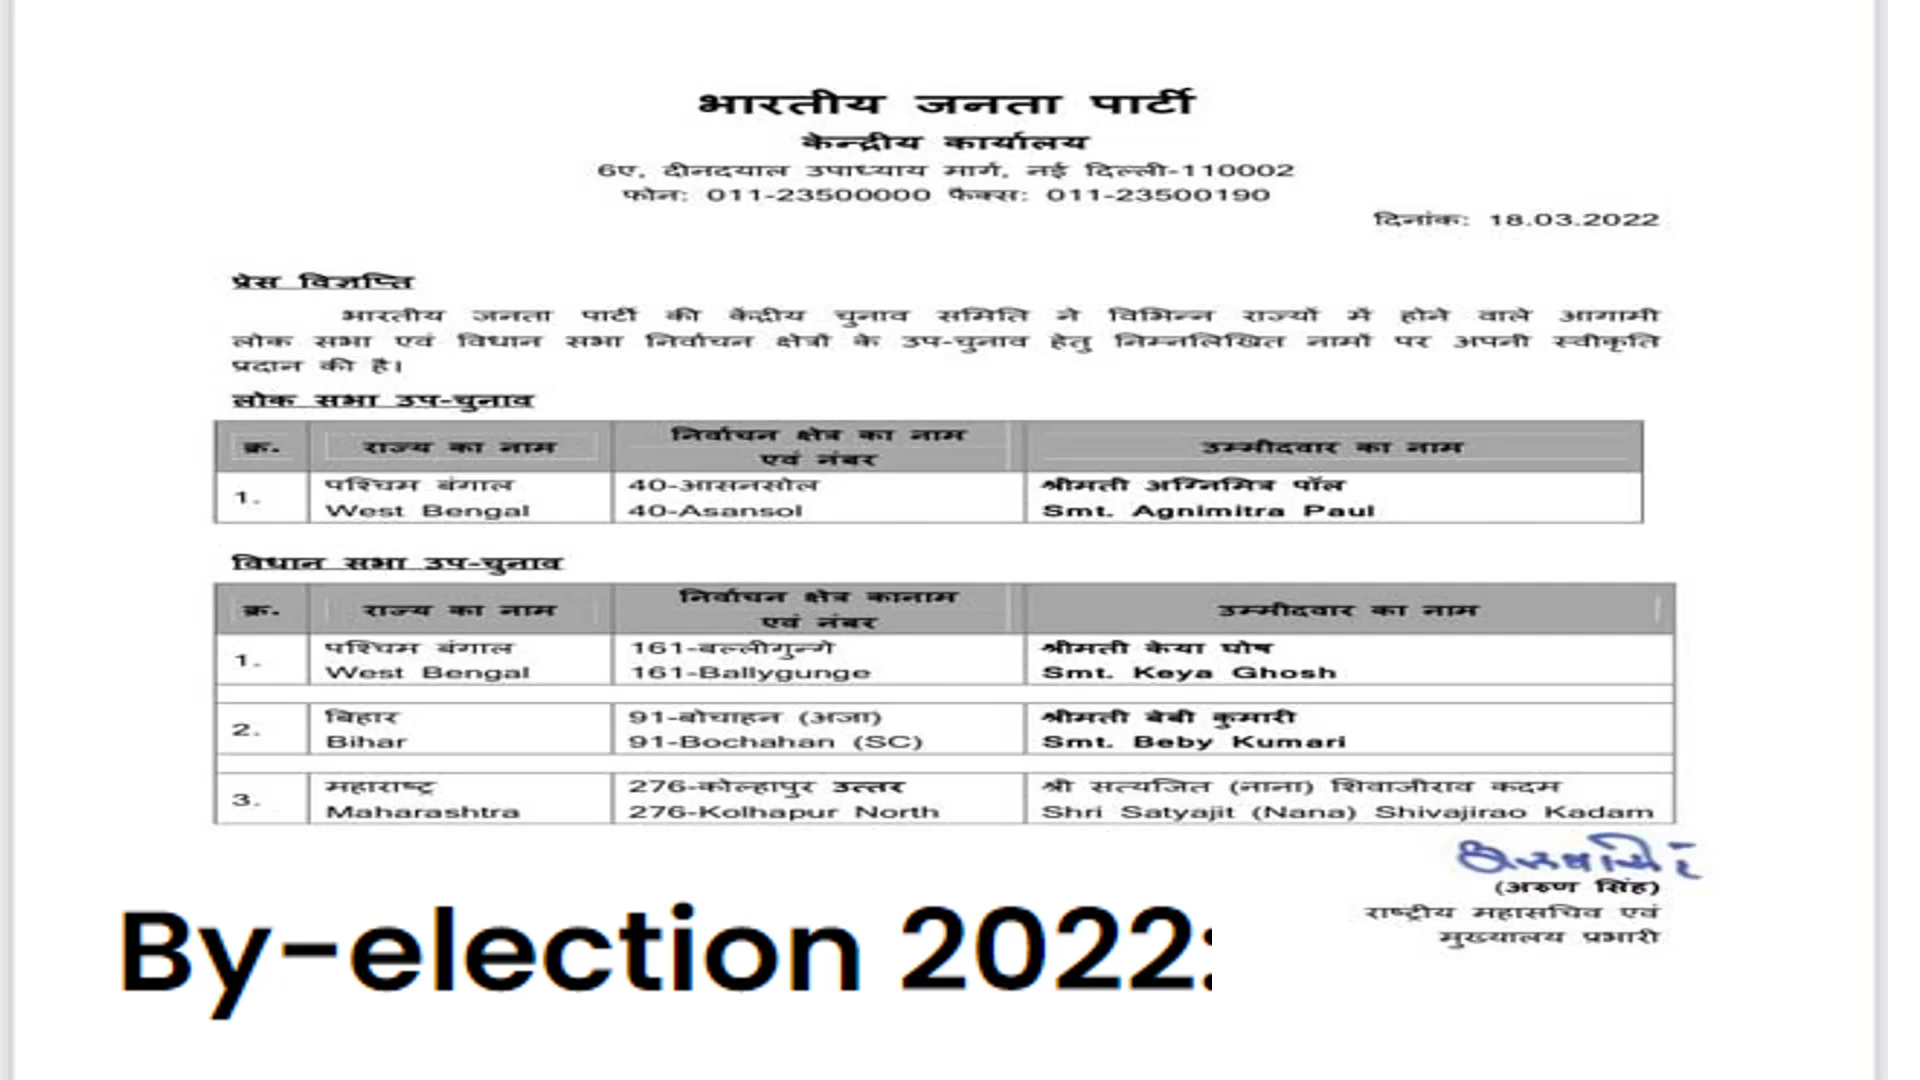 भारतीय जनता पार्टी
केन्द्रीय कार्यालय
6ए, दीनदयाल उपाध्याय मार्ग, नई दिल्ली-110002
फोन: 011-23500000 फैक्स: 011-23500190
दिनांक: 18.03.2022
प्रेस विज्ञप्ति
भारतीय जनता पार्टी की केंद्रीय चुनाव समिति ने विभिन्न राज्यों में होने वाले आगामी
लोक सभा एवं विधान सभा निर्वाचन क्षेत्रों के उप-चुनाव हेतु निम्नलिखित नामों पर अपनी स्वीकृति
प्रदान की है।
लोक सभा उप-चुनाव
क्र. राज्य का नाम निर्वाचन क्षेत्र का नाम एवं नंबर उम्मीदवार का नाम
1. पश्चिम बंगाल 40-आसनसोल श्रीमती अग्निमित्र पॉल
West Bengal 40-Asansol Smt. Agnimitra Paul
विधान सभा उप-चुनाव
क्र. राज्य का नाम निर्वाचन क्षेत्र कानाम एवं नंबर उम्मीदवार का नाम
1. पश्चिम बंगाल 161-बल्लीगुन्गे श्रीमती केया घोष
West Bengal 161-Ballygunge Smt. Keya Ghosh
2. बिहार 91-बोचाहन (अजा) श्रीमती बेबी कुमारी
Bihar 91-Bochahan (SC) Smt. Beby Kumari
3. महाराष्ट्र 276-कोल्हापुर उत्तर श्री सत्यजित (नाना) शिवाजीराव कदम
Maharashtra 276-Kolhapur North Shri Satyajit (Nana) Shivajirao Kadam
(अरुण सिंह)
राष्ट्रीय महासचिव एवं
मुख्यालय प्रभारी
By-election 2022: